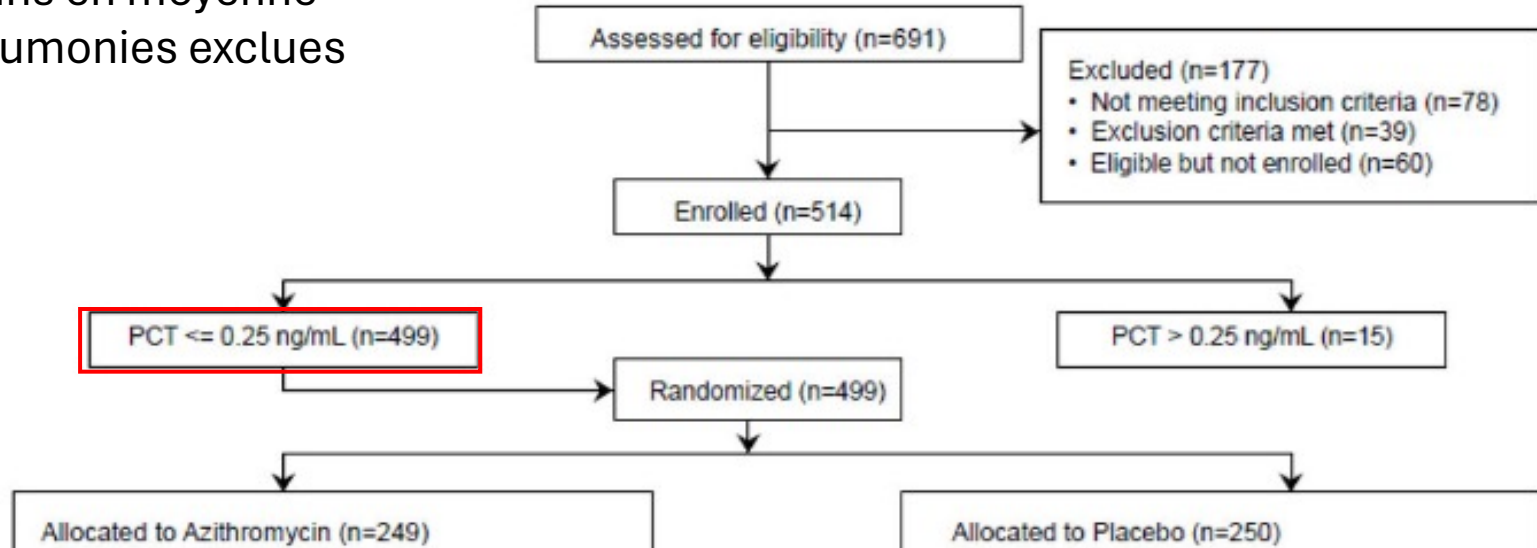 en moyenne
exclues
Assessed for eligibility (n=691)
Excluded (n=177)
• Not meeting inclusion criteria (n=78)
• Exclusion criteria met (n=39)
• Eligible but not enrolled (n=60)
Enrolled (n=514)
PCT <= 0.25 ng/mL (n=499)
PCT > 0.25 ng/mL (n=15)
Randomized (n=499)
Allocated to Azithromycin (n=249)
Allocated to Placebo (n=250)